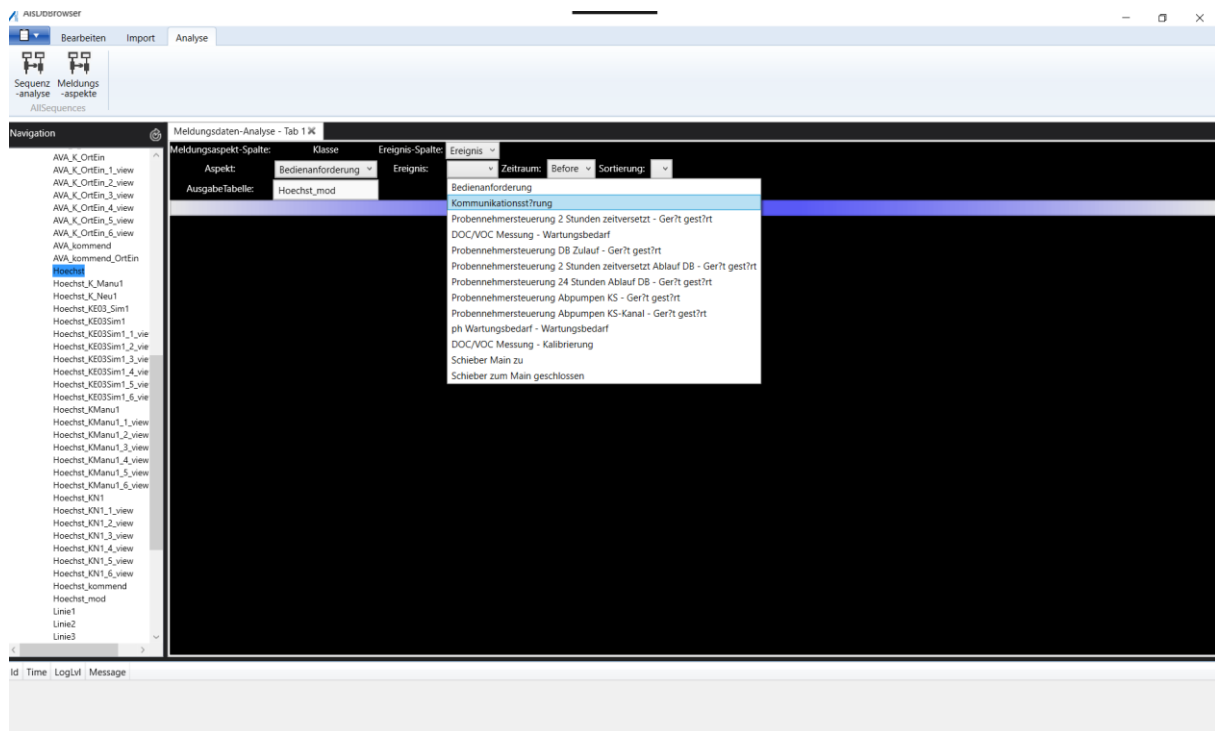 AisDbBrowser
Bearbeiten Import Analyse
Sequenz -analyse
Meldungs -aspekte
AllSequences
Navigation
AVA_K_OrtEin
AVA_K_OrtEin_1_view
AVA_K_OrtEin_2_view
AVA_K_OrtEin_3_view
AVA_K_OrtEin_4_view
AVA_K_OrtEin_5_view
AVA_K_OrtEin_6_view
AVA_kommend
AVA_kommend_OrtEin
Hoechst
Hoechst_K_Manu1
Hoechst_K_Neu1
Hoechst_KE03_Sim1
Hoechst_KE03Sim1
Hoechst_KE03Sim1_1_vie
Hoechst_KE03Sim1_2_vie
Hoechst_KE03Sim1_3_vie
Hoechst_KE03Sim1_4_vie
Hoechst_KE03Sim1_5_vie
Hoechst_KE03Sim1_6_vie
Hoechst_KManu1
Hoechst_KManu1_1_view
Hoechst_KManu1_2_view
Hoechst_KManu1_3_view
Hoechst_KManu1_4_view
Hoechst_KManu1_5_view
Hoechst_KManu1_6_view
Hoechst_KN1
Hoechst_KN1_1_view
Hoechst_KN1_2_view
Hoechst_KN1_3_view
Hoechst_KN1_4_view
Hoechst_KN1_5_view
Hoechst_KN1_6_view
Hoechst_kommend
Hoechst_mod
Linie1
Linie2
Linie3
Meldungsdaten-Analyse - Tab 1
Meldungsaspekt-Spalte: Klasse Ereignis-Spalte: Ereignis
Aspekt: Bedienanforderung Ereignis: Zeitraum: Before Sortierung:
AusgabeTabelle: Hoechst_mod
Bedienanforderung
Kommunikationsst?rung
Probennehmersteuerung 2 Stunden zeitversetzt - Ger?t gest?rt
DOC/VOC Messung - Wartungsbedarf
Probennehmersteuerung DB Zulauf - Ger?t gest?rt
Probennehmersteuerung 2 Stunden zeitversetzt Ablauf DB - Ger?t gest?rt
Probennehmersteuerung 24 Stunden Ablauf DB - Ger?t gest?rt
Probennehmersteuerung Abpumpen KS - Ger?t gest?rt
Probennehmersteuerung Abpumpen KS-Kanal - Ger?t gest?rt
ph Wartungsbedarf - Wartungsbedarf
DOC/VOC Messung - Kalibrierung
Schieber Main zu
Schieber zum Main geschlossen
Id Time LogLvl Message